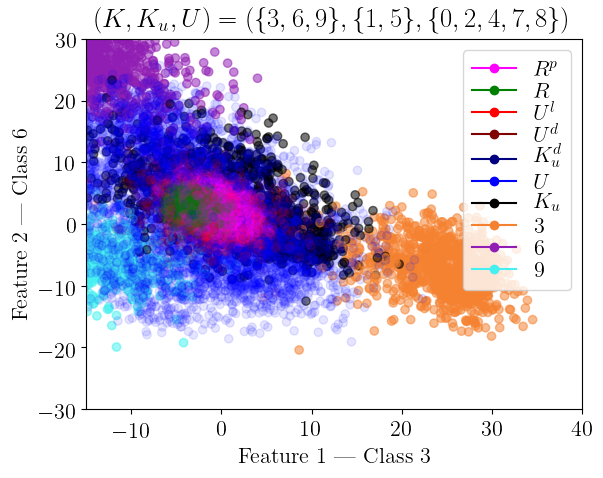 (K, K_u, U) = ({3, 6, 9}, {1, 5}, {0, 2, 4, 7, 8})
30
20
10
0
−10
−20
−30
Feature 2 — Class 6
R^p
R
U^l
U^d
K_u^d
U
K_u
3
6
9
−10
0
10
20
30
40
Feature 1 — Class 3